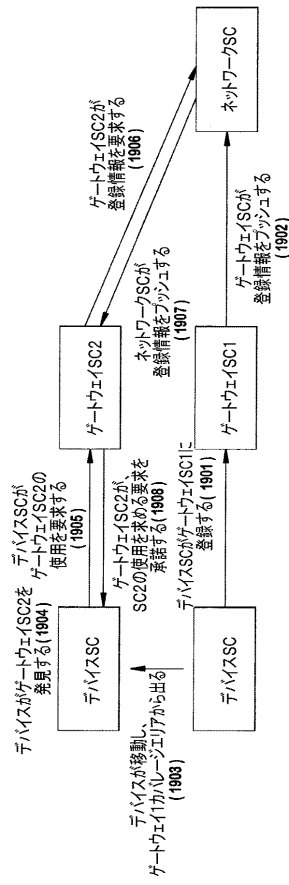 デバイスがゲートウェイSC2を
発見する(1904)
デバイスSCが
ゲートウェイSC2の
使用を要求する
(1905)
ゲートウェイSC2が
登録情報を要求する
(1906)
デバイスSC
ゲートウェイSC2
ネットワークSC
ゲートウェイSC2が、
SC2の使用を求める要求を
承諾する(1908)
ネットワークSCが
登録情報をプッシュする
(1907)
デバイスが移動し、
ゲートウェイ1カバレージエリアから出る
(1903)
デバイスSCがゲートウェイSC1に
登録する(1901)
ゲートウェイSCが
登録情報をプッシュする
(1902)
デバイスSC
ゲートウェイSC1